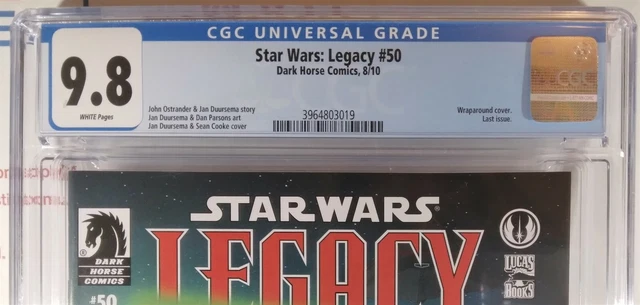 CGC UNIVERSAL GRADE
Star Wars: Legacy #50
Dark Horse Comics, 8/10
9.8
WHITE Pages
John Ostrander & Jan Duursema story
Jan Duursema & Dan Parsons art
Jan Duursema & Sean Cooke cover
3964803019
Wraparound cover.
Last issue.
CGC
STAR WARS
LEGACY
DARK
HORSE
COMICS
#50
LUCAS
BOOKS